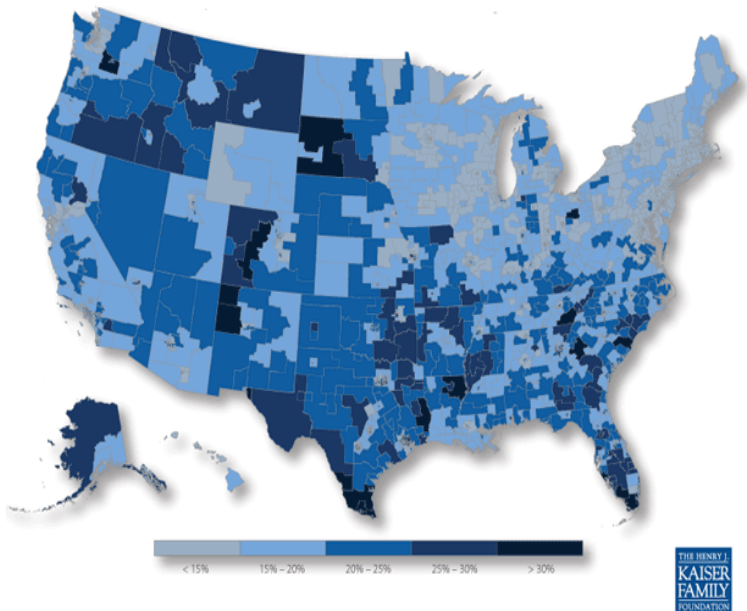 < 15%
15% – 20%
20% – 25%
25% – 30%
> 30%
THE HENRY J.
KAISER
FAMILY
FOUNDATION